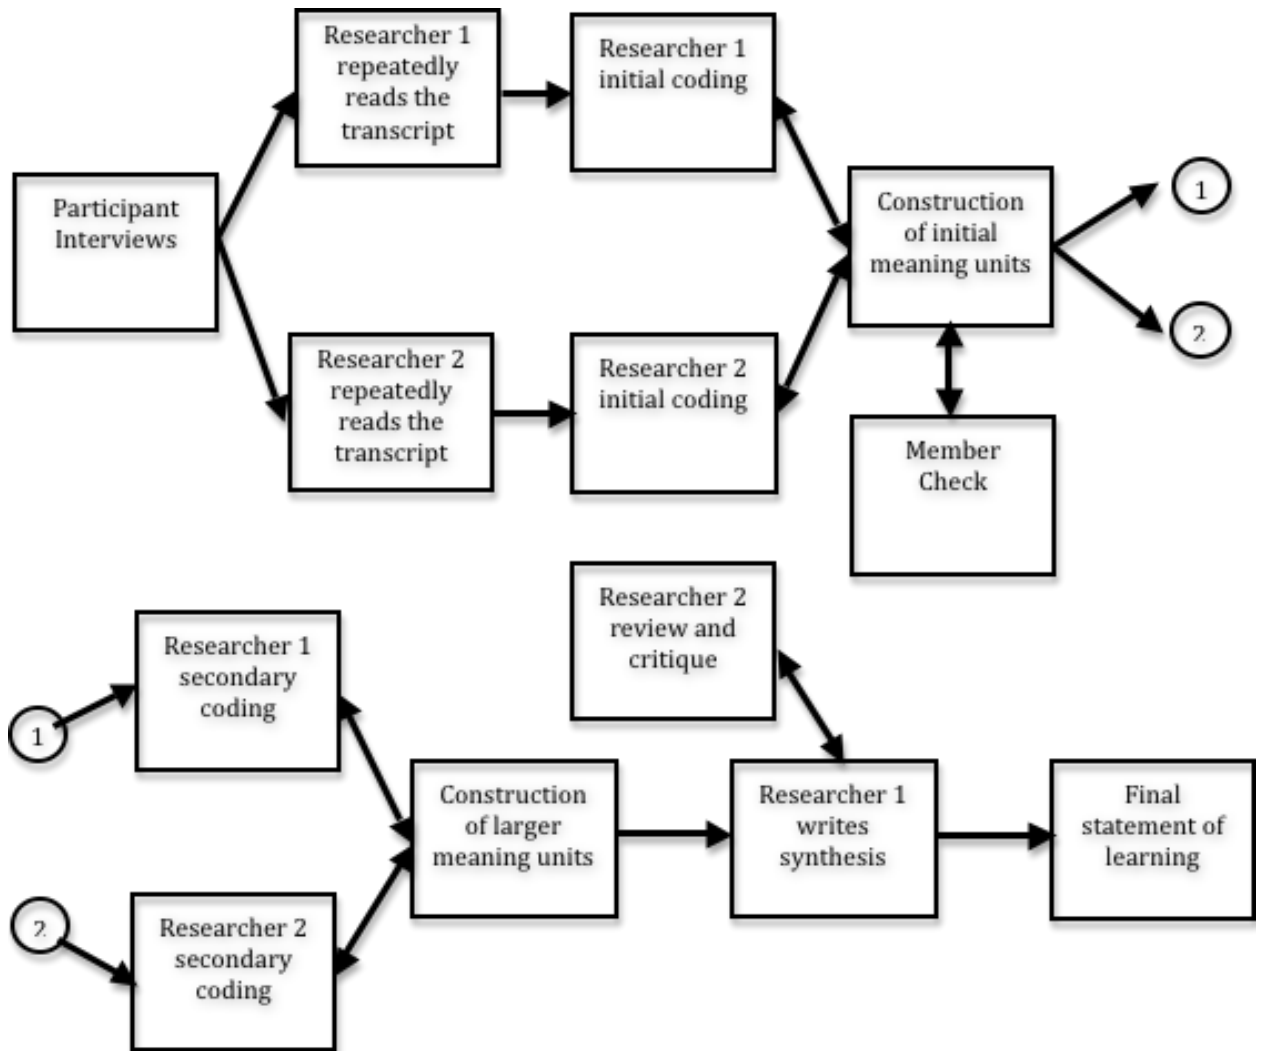 Participant
Interviews
Researcher 1
repeatedly
reads the
transcript
Researcher 1
initial coding
Researcher 2
repeatedly
reads the
transcript
Researcher 2
initial coding
Construction
of initial
meaning units
1
2
Member
Check
1
2
Researcher 1
secondary
coding
Researcher 2
secondary
coding
Construction
of larger
meaning units
Researcher 2
review and
critique
Researcher 1
writes
synthesis
Final
statement of
learning